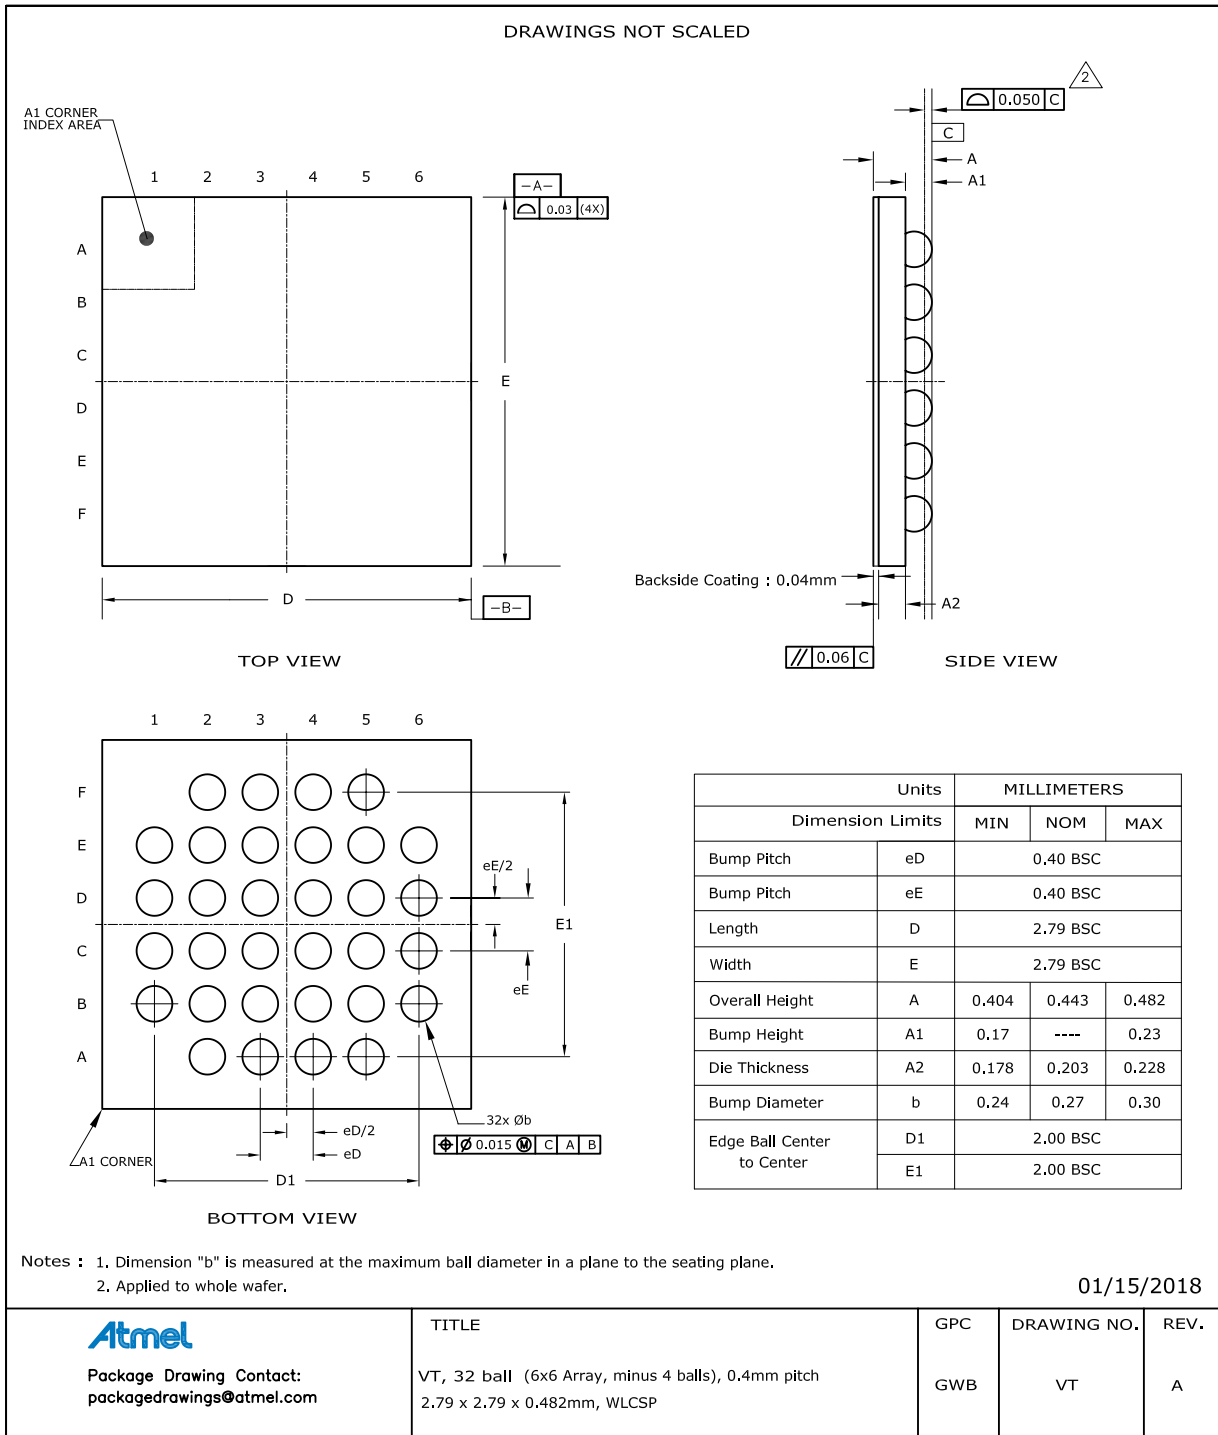 DRAWINGS NOT SCALED
2
0.050 C
C
A1 CORNER
INDEX AREA
A
A1
1 2 3 4 5 6
-A-
0.03 (4X)
A
B
C
D
E
F
E
Backside Coating : 0.04mm
A2
D
-B-
// 0.06 C
TOP VIEW
SIDE VIEW
1 2 3 4 5 6
F
E
D
C
B
A
eE/2
E1
eE
32x Øb
⌖ Ø 0.015 Ⓜ C A B
eD/2
eD
A1 CORNER
D1
BOTTOM VIEW
Units MILLIMETERS
Dimension Limits MIN NOM MAX
Bump Pitch eD 0.40 BSC
Bump Pitch eE 0.40 BSC
Length D 2.79 BSC
Width E 2.79 BSC
Overall Height A 0.404 0.443 0.482
Bump Height A1 0.17 ---- 0.23
Die Thickness A2 0.178 0.203 0.228
Bump Diameter b 0.24 0.27 0.30
Edge Ball Center
to Center
D1 2.00 BSC
E1 2.00 BSC
Notes : 1. Dimension "b" is measured at the maximum ball diameter in a plane to the seating plane.
2. Applied to whole wafer.
01/15/2018
Atmel
Package Drawing Contact:
packagedrawings@atmel.com
TITLE
VT, 32 ball (6x6 Array, minus 4 balls), 0.4mm pitch
2.79 x 2.79 x 0.482mm, WLCSP
GPC
GWB
DRAWING NO.
VT
REV.
A